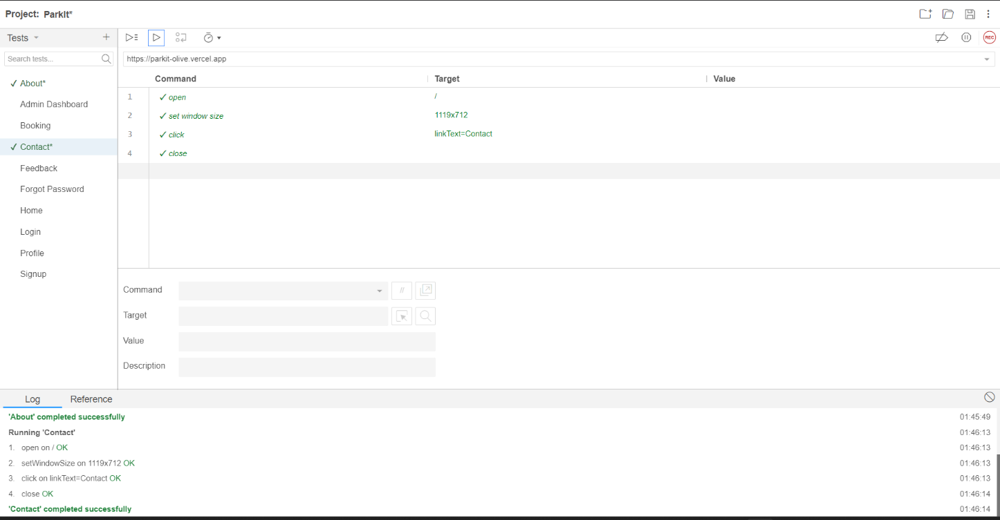 Project: ParkIt*
Tests
Search tests...
https://parkit-olive.vercel.app
REC
Command Target Value
✓ About*
Admin Dashboard
Booking
✓ Contact*
Feedback
Forgot Password
Home
Login
Profile
Signup
1 ✓ open /
2 ✓ set window size 1119x712
3 ✓ click linkText=Contact
4 ✓ close
Command //
Target
Value
Description
Log Reference
'About' completed successfully 01:45:49
Running 'Contact' 01:46:13
1. open on / OK 01:46:13
2. setWindowSize on 1119x712 OK 01:46:13
3. click on linkText=Contact OK 01:46:13
4. close OK 01:46:14
'Contact' completed successfully 01:46:14